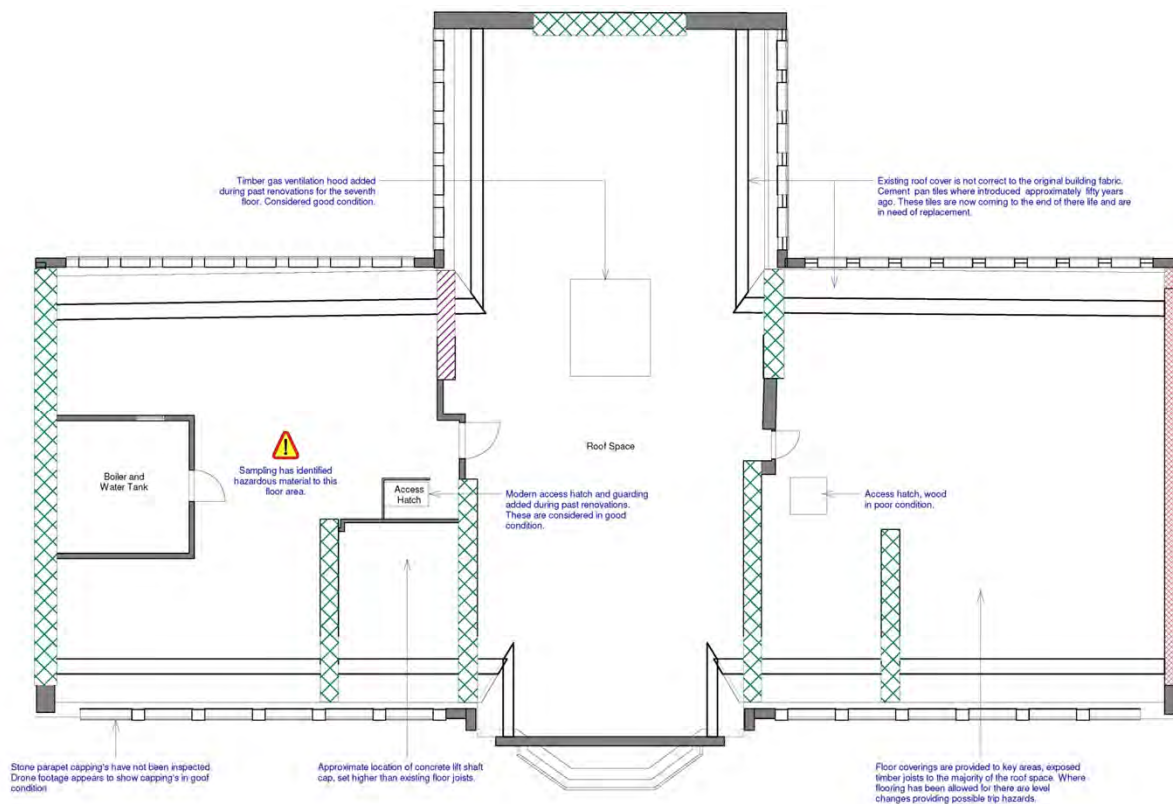 Timber gas ventilation hood added
during past renovations for the seventh
floor. Considered good condition.
Existing roof cover is not correct to the original building fabric.
Cement pan tiles where introduced approximately fifty years
ago. These tiles are now coming to the end of there life and are
in need of replacement.
Boiler and
Water Tank
Sampling has identified
hazardous material to this
floor area.
Access
Hatch
Modern access hatch and guarding
added during past renovations.
These are considered in good
condition.
Roof Space
Access hatch, wood
in poor condition.
Stone parapet capping's have not been inspected.
Drone footage appears to show capping's in goof
condition
Approximate location of concrete lift shaft
cap, set higher than existing floor joists.
Floor coverings are provided to key areas, exposed
timber joists to the majority of the roof space. Where
flooring has been allowed for there are level
changes providing possible trip hazards.